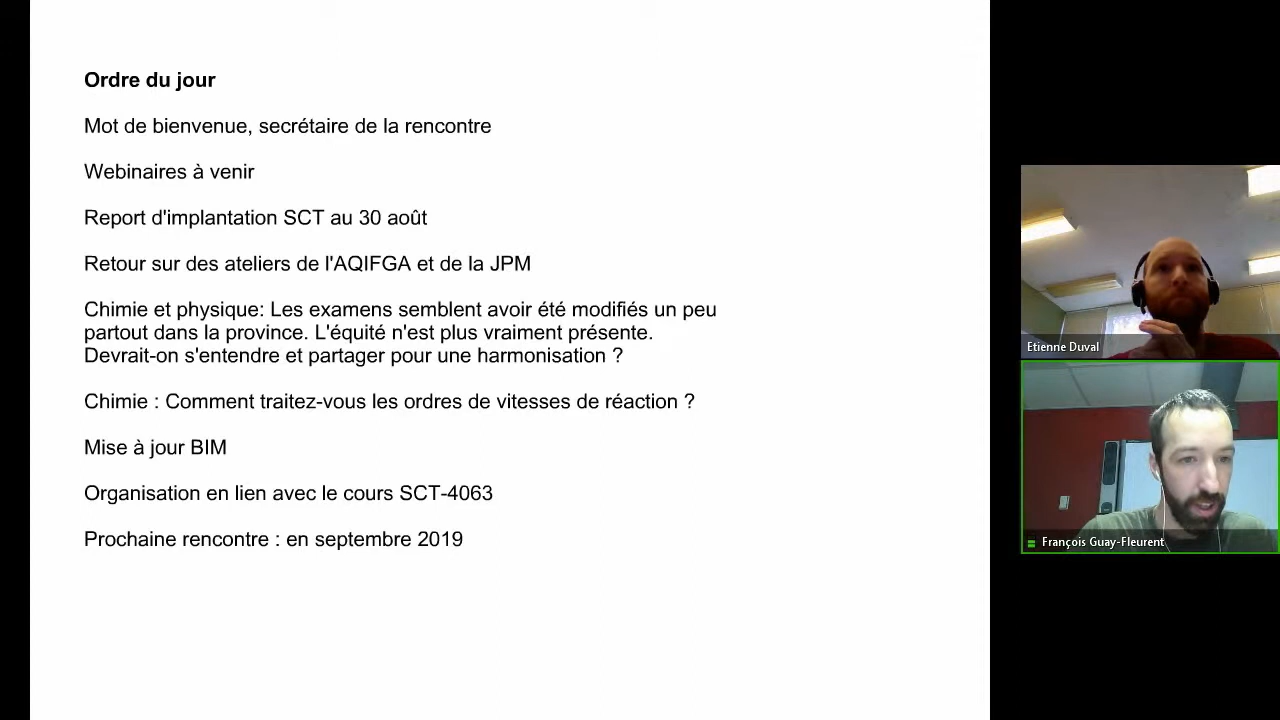 Ordre du jour
Mot de bienvenue, secrétaire de la rencontre
Webinaires à venir
Report d'implantation SCT au 30 août
Retour sur des ateliers de l'AQIFGA et de la JPM
Chimie et physique: Les examens semblent avoir été modifiés un peu
partout dans la province. L'équité n'est plus vraiment présente.
Devrait-on s'entendre et partager pour une harmonisation ?
Chimie : Comment traitez-vous les ordres de vitesses de réaction ?
Mise à jour BIM
Organisation en lien avec le cours SCT-4063
Prochaine rencontre : en septembre 2019
Etienne Duval
François Guay-Fleurent